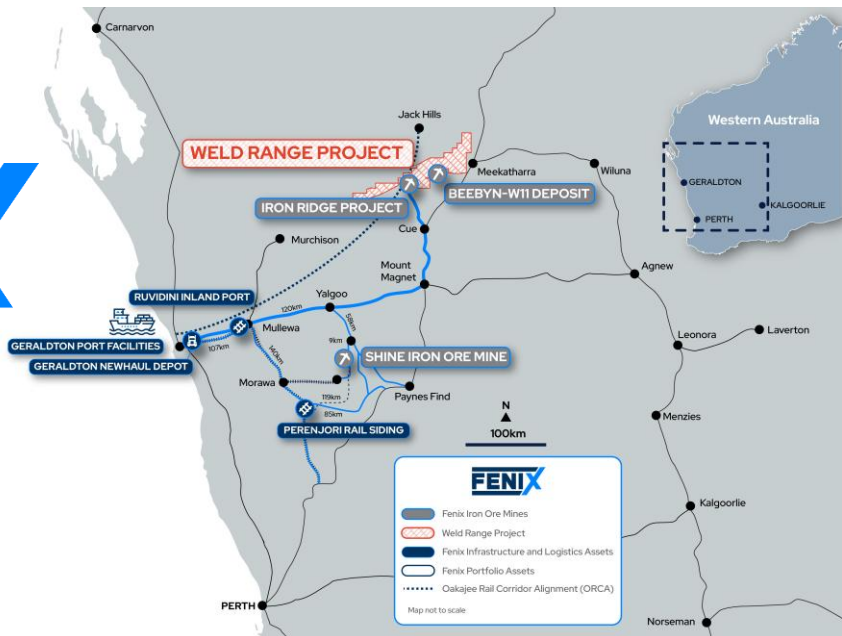 Carnarvon
Jack Hills
WELD RANGE PROJECT
Meekatharra
Wiluna
BEEBYN-W11 DEPOSIT
IRON RIDGE PROJECT
Cue
Murchison
Mount
Magnet
Agnew
RUVIDINI INLAND PORT
Yalgoo
120km
58km
Mullewa
GERALDTON PORT FACILITIES
107km
9km
GERALDTON NEWHAUL DEPOT
140km
SHINE IRON ORE MINE
Leonora
Laverton
Morawa
119km
Paynes Find
85km
PERENJORI RAIL SIDING
Menzies
N
100km
Kalgoorlie
PERTH
Norseman
Western Australia
GERALDTON
KALGOORLIE
PERTH
FENIX
Fenix Iron Ore Mines
Weld Range Project
Fenix Infrastructure and Logistics Assets
Fenix Portfolio Assets
Oakajee Rail Corridor Alignment (ORCA)
Map not to scale